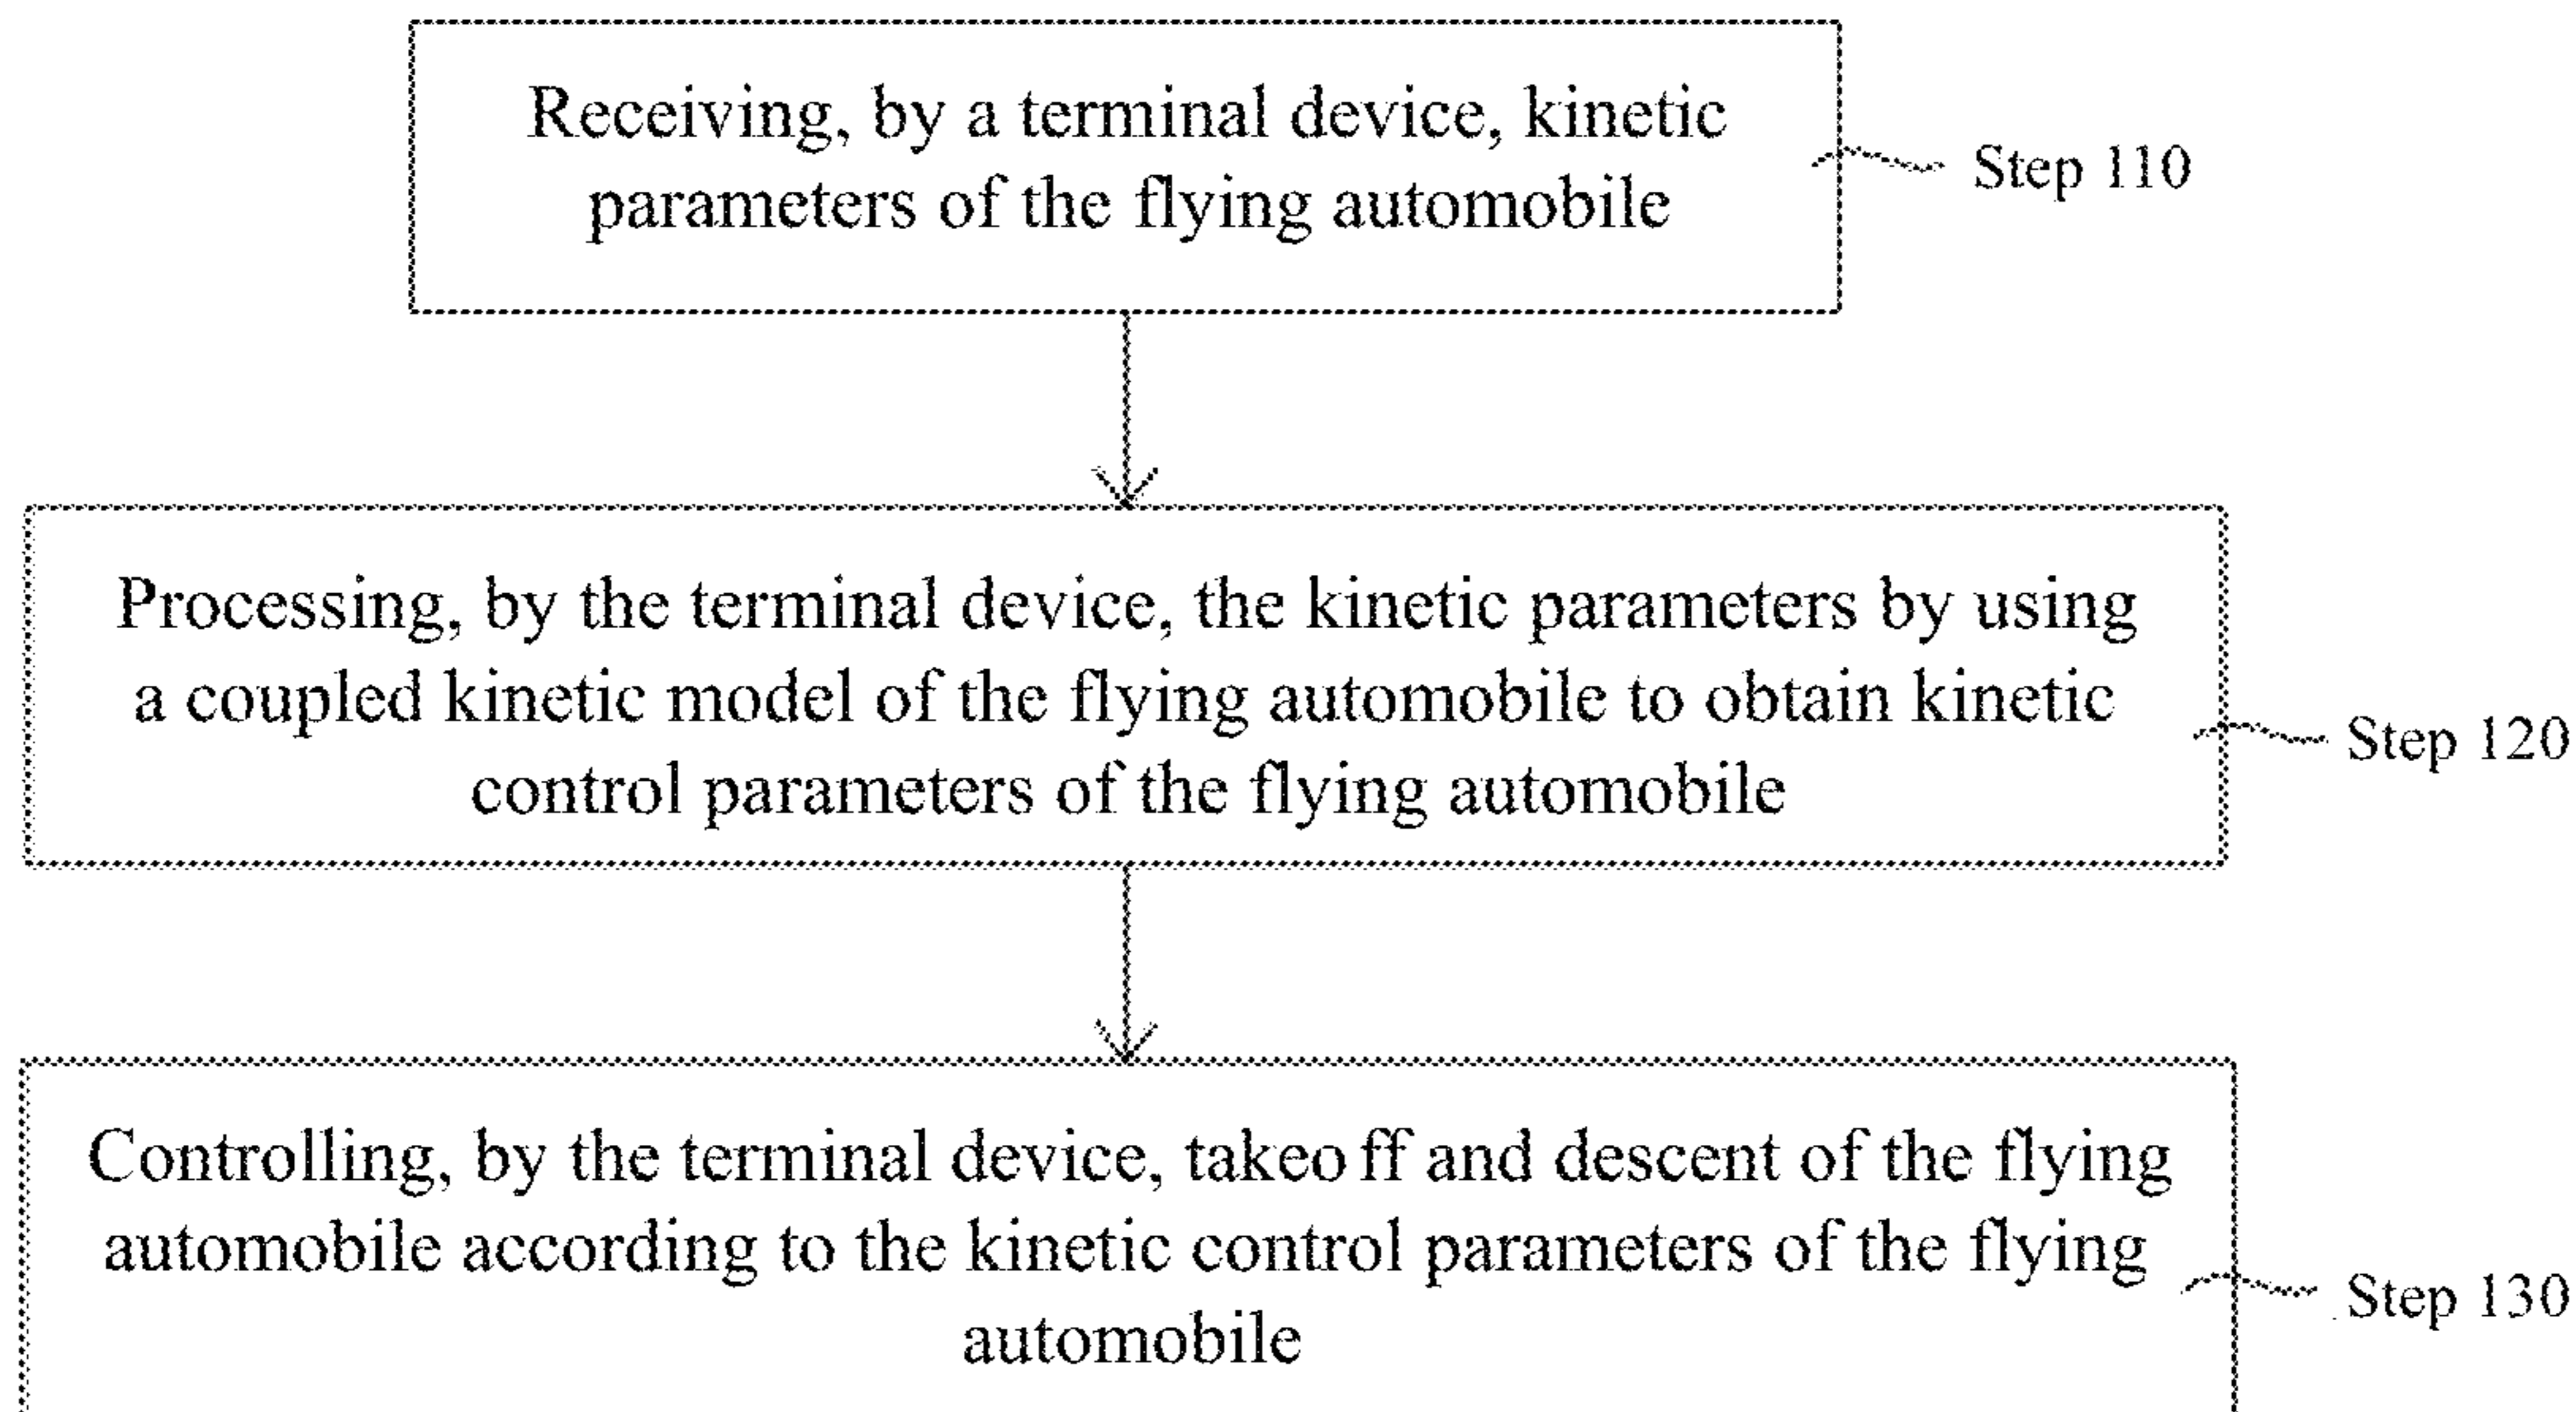 Receiving, by a terminal device, kinetic
parameters of the flying automobile
Step 110
Processing, by the terminal device, the kinetic parameters by using
a coupled kinetic model of the flying automobile to obtain kinetic
control parameters of the flying automobile
Step 120
Controlling, by the terminal device, takeoff and descent of the flying
automobile according to the kinetic control parameters of the flying
automobile
Step 130